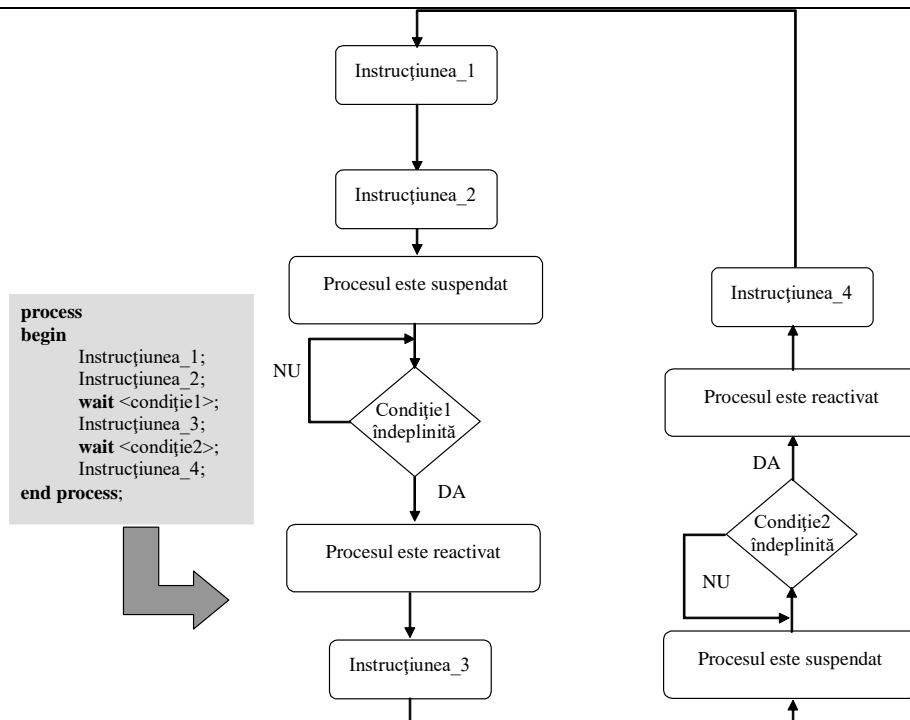 Instrucţiunea_1
Instrucţiunea_2
Procesul este suspendat
process
begin
Instrucţiunea_1;
Instrucţiunea_2;
wait <condiţie1>;
Instrucţiunea_3;
wait <condiţie2>;
Instrucţiunea_4;
end process;
NU
Condiţie1
îndeplinită
DA
Procesul este reactivat
Instrucţiunea_3
Instrucţiunea_4
Procesul este reactivat
DA
Condiţie2
îndeplinită
NU
Procesul este suspendat